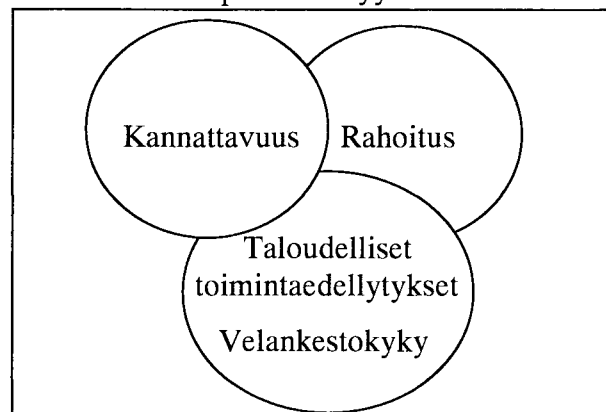 Kannattavuus Rahoitus
Taloudelliset
toimintaedellytykset
Velankestokyky